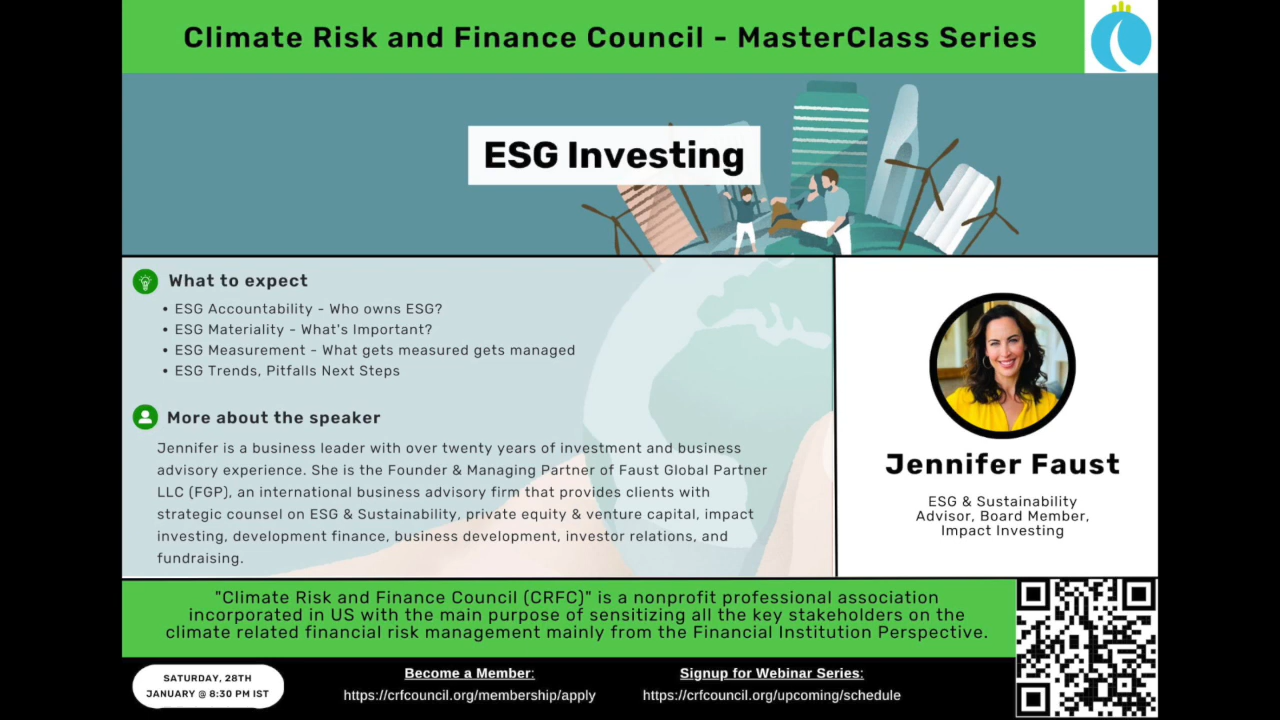 Climate Risk and Finance Council - MasterClass Series
ESG Investing
What to expect
• ESG Accountability - Who owns ESG?
• ESG Materiality - What's Important?
• ESG Measurement - What gets measured gets managed
• ESG Trends, Pitfalls Next Steps
More about the speaker
Jennifer is a business leader with over twenty years of investment and business
advisory experience. She is the Founder & Managing Partner of Faust Global Partner
LLC (FGP), an international business advisory firm that provides clients with
strategic counsel on ESG & Sustainability, private equity & venture capital, impact
investing, development finance, business development, investor relations, and
fundraising.
Jennifer Faust
ESG & Sustainability
Advisor, Board Member,
Impact Investing
"Climate Risk and Finance Council (CRFC)" is a nonprofit professional association
incorporated in US with the main purpose of sensitizing all the key stakeholders on the
climate related financial risk management mainly from the Financial Institution Perspective.
SATURDAY, 28TH
JANUARY @ 8:30 PM IST
Become a Member:
https://crfcouncil.org/membership/apply
Signup for Webinar Series:
https://crfcouncil.org/upcoming/schedule